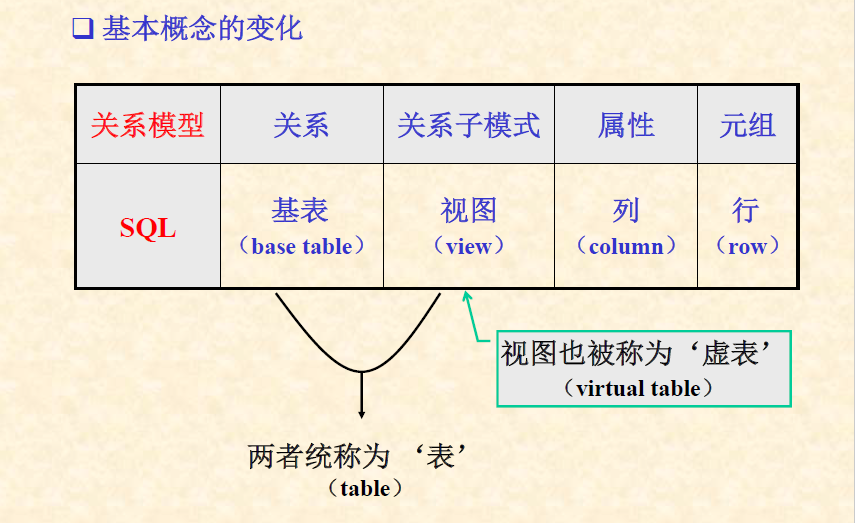 ❑ 基本概念的变化
关系模型 关系 关系子模式 属性 元组
SQL 基表 视图 列 行
（base table） （view） （column） （row）
视图也被称为‘虚表’
（virtual table）
两者统称为 ‘表’
（table）